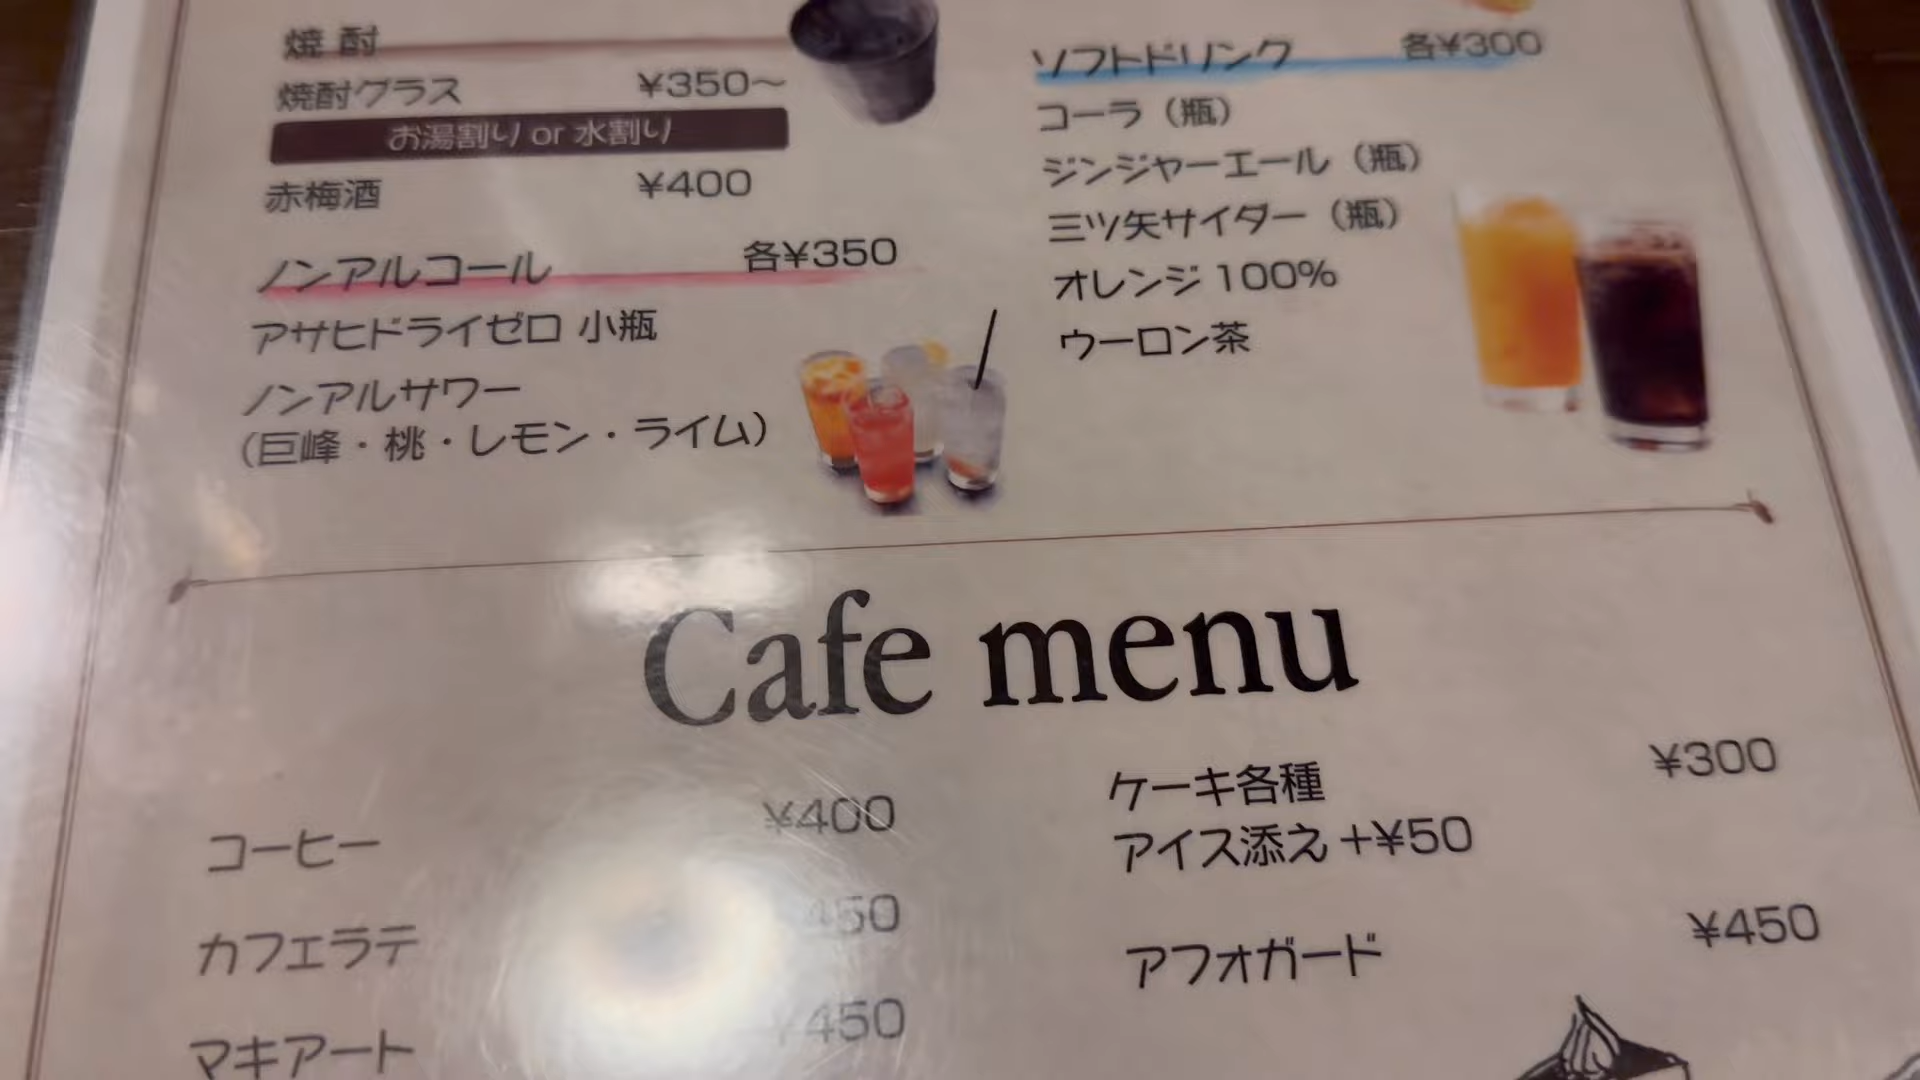 焼酎
焼酎グラス ¥350～
お湯割り or 水割り
赤梅酒 ¥400
ノンアルコール 各¥350
アサヒドライゼロ 小瓶
ノンアルサワー
（巨峰・桃・レモン・ライム）
ソフトドリンク 各¥300
コーラ（瓶）
ジンジャーエール（瓶）
三ツ矢サイダー（瓶）
オレンジ 100%
ウーロン茶
Cafe menu
コーヒー ¥400
カフェラテ 450
マキアート ¥450
ケーキ各種 ¥300
アイス添え +¥50
アフォガード ¥450